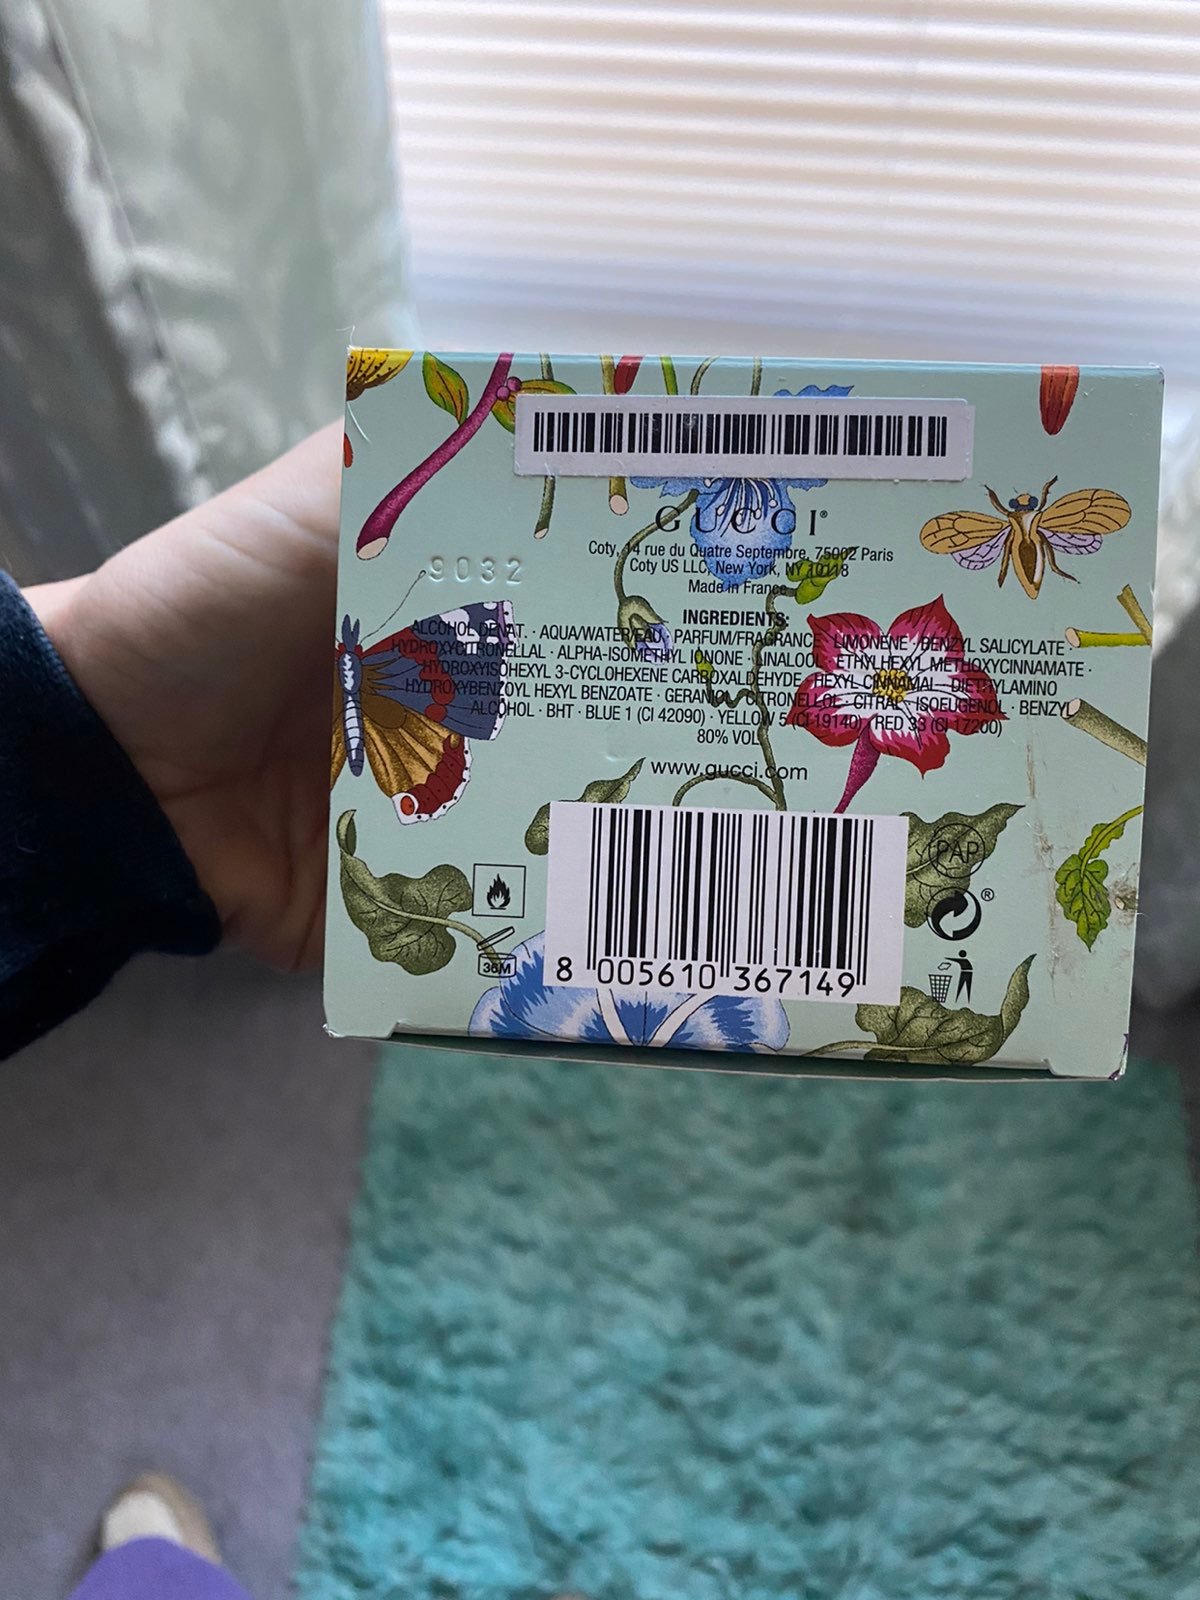 GUCCI®
Coty, 14 rue du Quatre Septembre, 75002 Paris
Coty US LLC, New York, NY 10118
Made in France
9032
INGREDIENTS:
ALCOHOL DENAT. · AQUA/WATER/EAU · PARFUM/FRAGRANCE · LIMONENE · BENZYL SALICYLATE ·
HYDROXYCITRONELLAL · ALPHA-ISOMETHYL IONONE · LINALOOL · ETHYLHEXYL METHOXYCINNAMATE ·
HYDROXYISOHEXYL 3-CYCLOHEXENE CARBOXALDEHYDE · HEXYL CINNAMAL · DIETHYLAMINO
HYDROXYBENZOYL HEXYL BENZOATE · GERANIOL · CITRONELLOL · CITRAL · ISOEUGENOL · BENZYL
ALCOHOL · BHT · BLUE 1 (CI 42090) · YELLOW 5 (CI 19140) · RED 33 (CI 17200)
80% VOL
www.gucci.com
PAP
®
36M
8 005610 367149